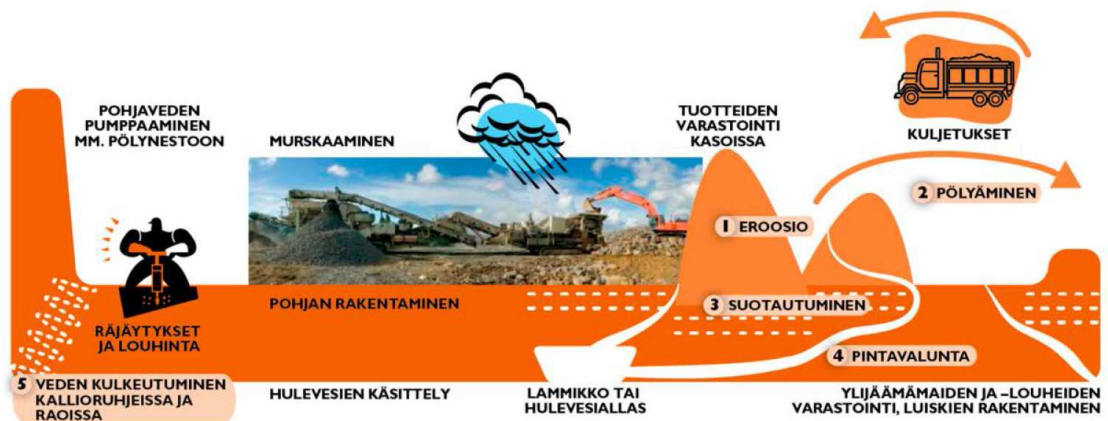 POHJAVEDEN
PUMPPAAMINEN
MM. PÖLYNESTOON
MURSKAAMINEN
TUOTTEIDEN
VARASTOINTI
KASOISSA
KULJETUKSET
2 PÖLYÄMINEN
1 EROOSIO
RÄJÄYTYKSET
JA LOUHINTA
POHJAN RAKENTAMINEN
3 SUOTAUTUMINEN
4 PINTAVALUNTA
5 VEDEN KULKEUTUMINEN
KALLIORUHJEISSA JA
RAOISSA
HULEVESIEN KÄSITTELY
LAMMIKKO TAI
HULEVESIALLAS
YLIJÄÄMÄMAIDEN JA –LOUHEIDEN
VARASTOINTI, LUISKIEN RAKENTAMINEN